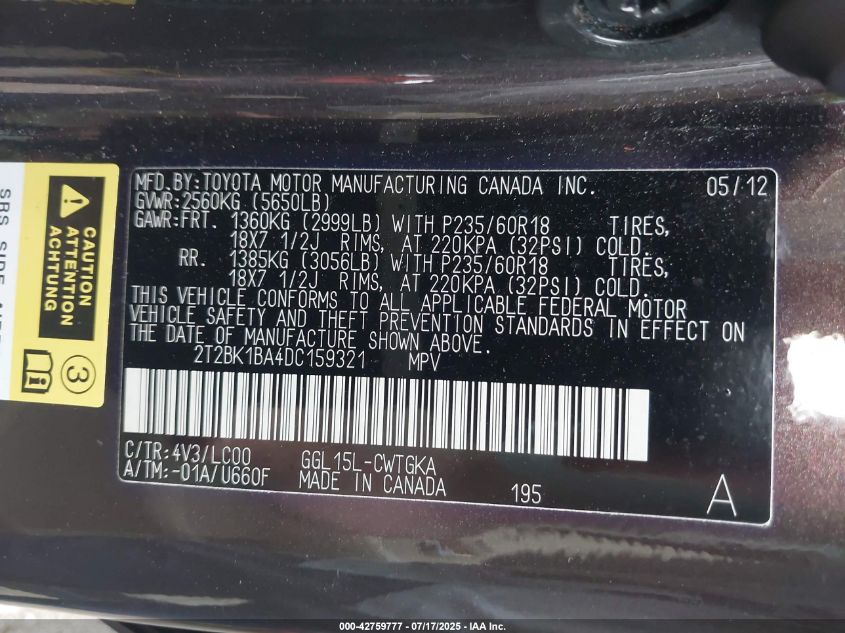 MFD.BY:TOYOTA MOTOR MANUFACTURING CANADA INC. 05/12
GVWR:2560KG (5650LB)
GAWR:FRT. 1360KG (2999LB) WITH P235/60R18 TIRES,
18X7 1/2J RIMS, AT 220KPA (32PSI) COLD.
RR. 1385KG (3056LB) WITH P235/60R18 TIRES,
18X7 1/2J RIMS, AT 220KPA (32PSI) COLD.
THIS VEHICLE CONFORMS TO ALL APPLICABLE FEDERAL MOTOR
VEHICLE SAFETY AND THEFT PREVENTION STANDARDS IN EFFECT ON
THE DATE OF MANUFACTURE SHOWN ABOVE.
2T2BK1BA4DC159321 MPV
C/TR:4V3/LC00 GGL15L-CWTGKA
A/TM:-01A/U660F MADE IN CANADA 195 A
CAUTION
ATTENTION
ACHTUNG
3
SRS SIDE
000-42759777 / 07/17/2025 - IAA Inc.